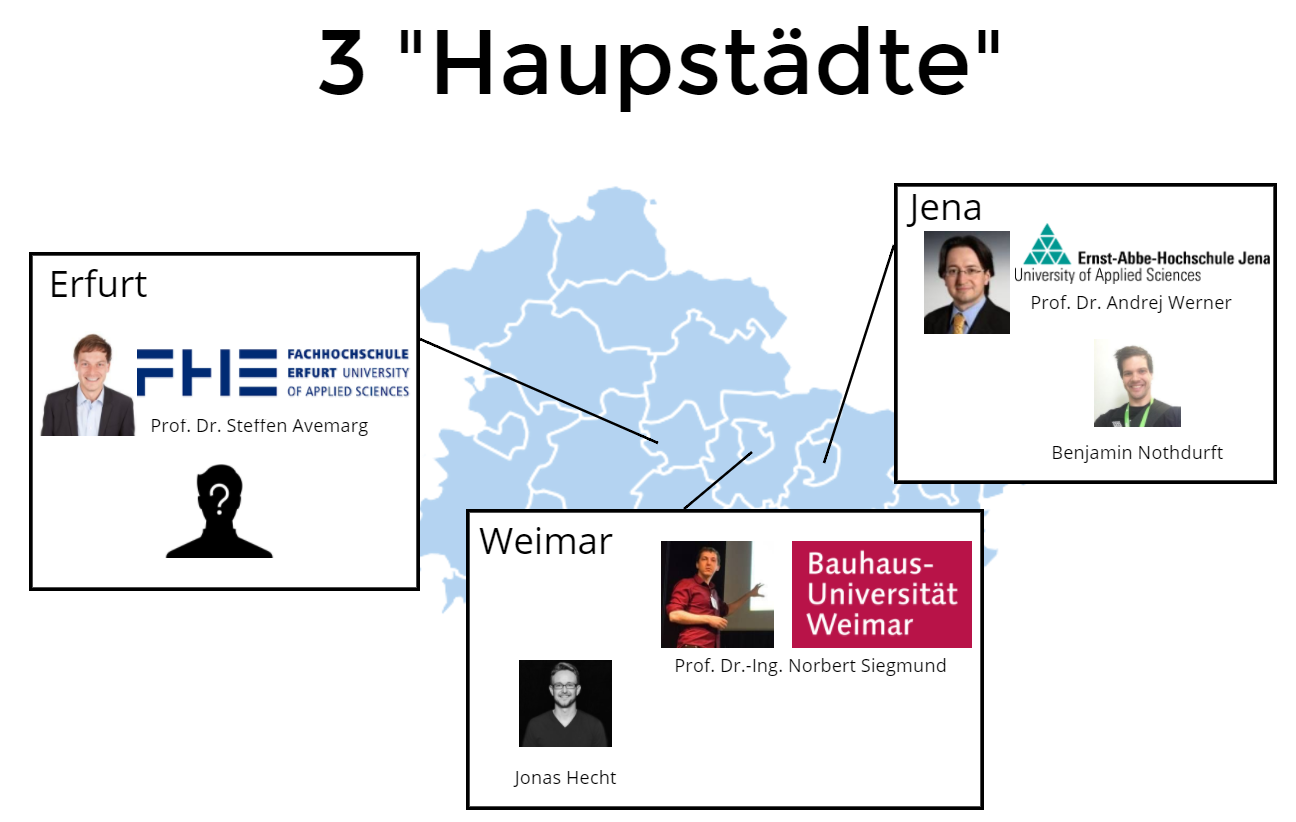 3 "Haupstädte"
Erfurt
FHE
FACHHOCHSCHULE
ERFURT UNIVERSITY
OF APPLIED SCIENCES
Prof. Dr. Steffen Avemarg
?
Jena
Ernst-Abbe-Hochschule Jena
University of Applied Sciences
Prof. Dr. Andrej Werner
Benjamin Nothdurft
Weimar
Bauhaus-
Universität
Weimar
Prof. Dr.-Ing. Norbert Siegmund
Jonas Hecht